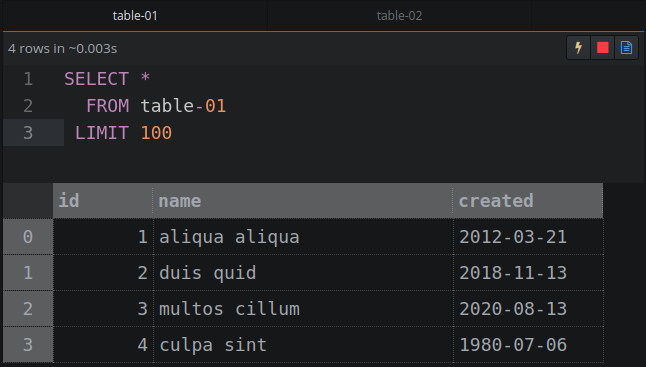 table-01 table-02
4 rows in ~0.003s
1 SELECT *
2 FROM table-01
3 LIMIT 100
id name created
0 1 aliqua aliqua 2012-03-21
1 2 duis quid 2018-11-13
2 3 multos cillum 2020-08-13
3 4 culpa sint 1980-07-06